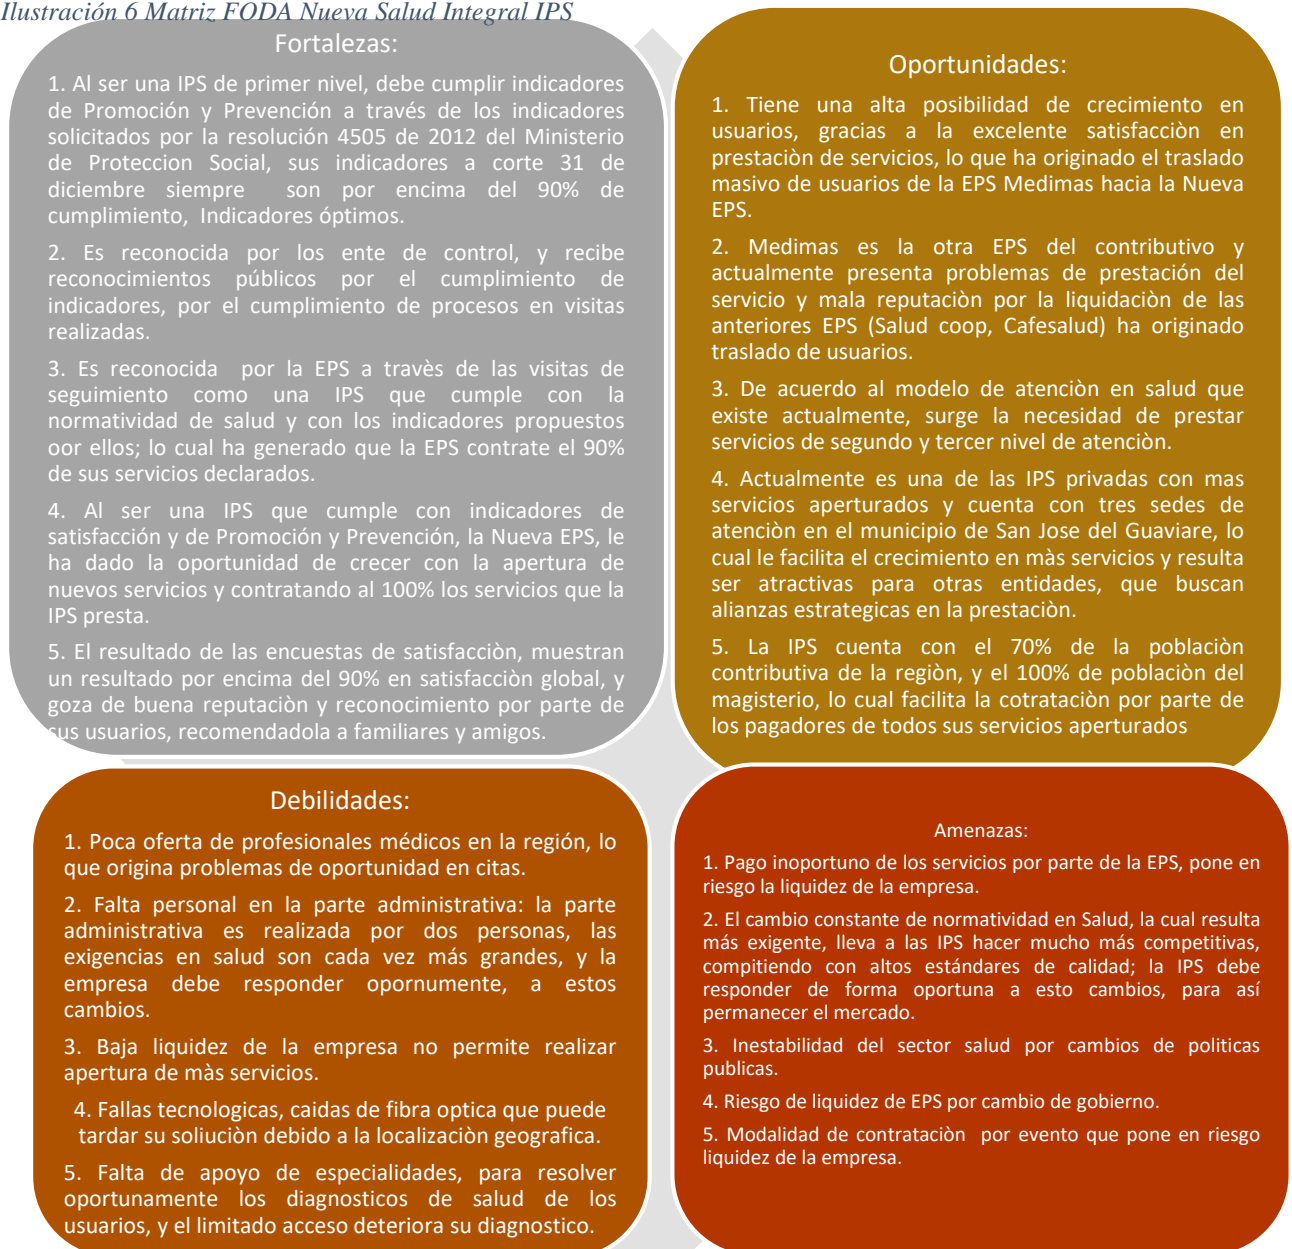 Ilustración 6 Matriz FODA Nueva Salud Integral IPS
Fortalezas:
1. Al ser una IPS de primer nivel, debe cumplir indicadores
de Promoción y Prevención a través de los indicadores
solicitados por la resolución 4505 de 2012 del Ministerio
de Proteccion Social, sus indicadores a corte 31 de
diciembre siempre son por encima del 90% de
cumplimiento, Indicadores óptimos.
2. Es reconocida por los ente de control, y recibe
reconocimientos públicos por el cumplimiento de
indicadores, por el cumplimiento de procesos en visitas
realizadas.
3. Es reconocida por la EPS a travès de las visitas de
seguimiento como una IPS que cumple con la
normatividad de salud y con los indicadores propuestos
oor ellos; lo cual ha generado que la EPS contrate el 90%
de sus servicios declarados.
4. Al ser una IPS que cumple con indicadores de
satisfacción y de Promoción y Prevención, la Nueva EPS, le
ha dado la oportunidad de crecer con la apertura de
nuevos servicios y contratando al 100% los servicios que la
IPS presta.
5. El resultado de las encuestas de satisfacciòn, muestran
un resultado por encima del 90% en satisfacciòn global, y
goza de buena reputaciòn y reconocimiento por parte de
sus usuarios, recomendadola a familiares y amigos.
Oportunidades:
1. Tiene una alta posibilidad de crecimiento en
usuarios, gracias a la excelente satisfacciòn en
prestaciòn de servicios, lo que ha originado el traslado
masivo de usuarios de la EPS Medimas hacia la Nueva
EPS.
2. Medimas es la otra EPS del contributivo y
actualmente presenta problemas de prestación del
servicio y mala reputaciòn por la liquidaciòn de las
anteriores EPS (Salud coop, Cafesalud) ha originado
traslado de usuarios.
3. De acuerdo al modelo de atenciòn en salud que
existe actualmente, surge la necesidad de prestar
servicios de segundo y tercer nivel de atenciòn.
4. Actualmente es una de las IPS privadas con mas
servicios aperturados y cuenta con tres sedes de
atenciòn en el municipio de San Jose del Guaviare, lo
cual le facilita el crecimiento en màs servicios y resulta
ser atractivas para otras entidades, que buscan
alianzas estrategicas en la prestaciòn.
5. La IPS cuenta con el 70% de la poblaciòn
contributiva de la regiòn, y el 100% de poblaciòn del
magisterio, lo cual facilita la cotrataciòn por parte de
los pagadores de todos sus servicios aperturados
Debilidades:
1. Poca oferta de profesionales médicos en la región, lo
que origina problemas de oportunidad en citas.
2. Falta personal en la parte administrativa: la parte
administrativa es realizada por dos personas, las
exigencias en salud son cada vez más grandes, y la
empresa debe responder opornumente, a estos
cambios.
3. Baja liquidez de la empresa no permite realizar
apertura de màs servicios.
4. Fallas tecnologicas, caidas de fibra optica que puede
tardar su soliuciòn debido a la localizaciòn geografica.
5. Falta de apoyo de especialidades, para resolver
oportunamente los diagnosticos de salud de los
usuarios, y el limitado acceso deteriora su diagnostico.
Amenazas:
1. Pago inoportuno de los servicios por parte de la EPS, pone en
riesgo la liquidez de la empresa.
2. El cambio constante de normatividad en Salud, la cual resulta
más exigente, lleva a las IPS hacer mucho más competitivas,
compitiendo con altos estándares de calidad; la IPS debe
responder de forma oportuna a esto cambios, para así
permanecer el mercado.
3. Inestabilidad del sector salud por cambios de politicas
publicas.
4. Riesgo de liquidez de EPS por cambio de gobierno.
5. Modalidad de contrataciòn por evento que pone en riesgo
liquidez de la empresa.